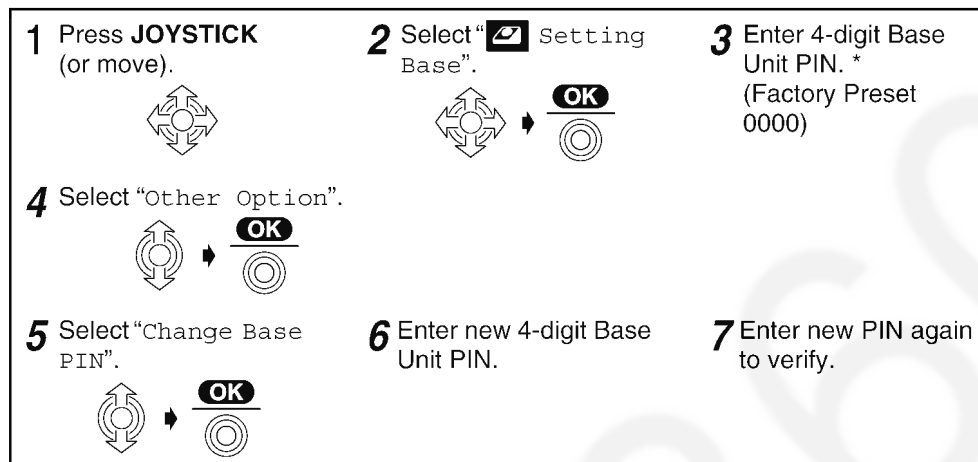 1 Press JOYSTICK
(or move).
2 Select “ Setting
Base”.
OK
3 Enter 4-digit Base
Unit PIN. *
(Factory Preset
0000)
4 Select “Other Option”.
OK
5 Select “Change Base
PIN”.
OK
6 Enter new 4-digit Base
Unit PIN.
7 Enter new PIN again
to verify.